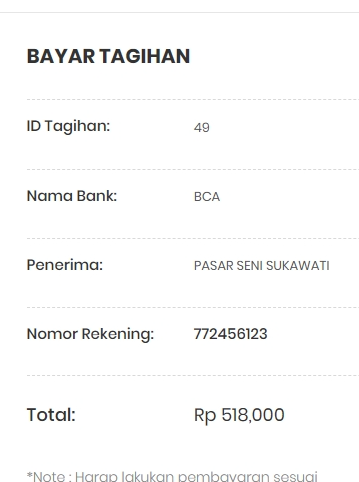 BAYAR TAGIHAN
ID Tagihan: 49
Nama Bank: BCA
Penerima: PASAR SENI SUKAWATI
Nomor Rekening: 772456123
Total: Rp 518,000
*Note : Harap lakukan pembayaran sesuai